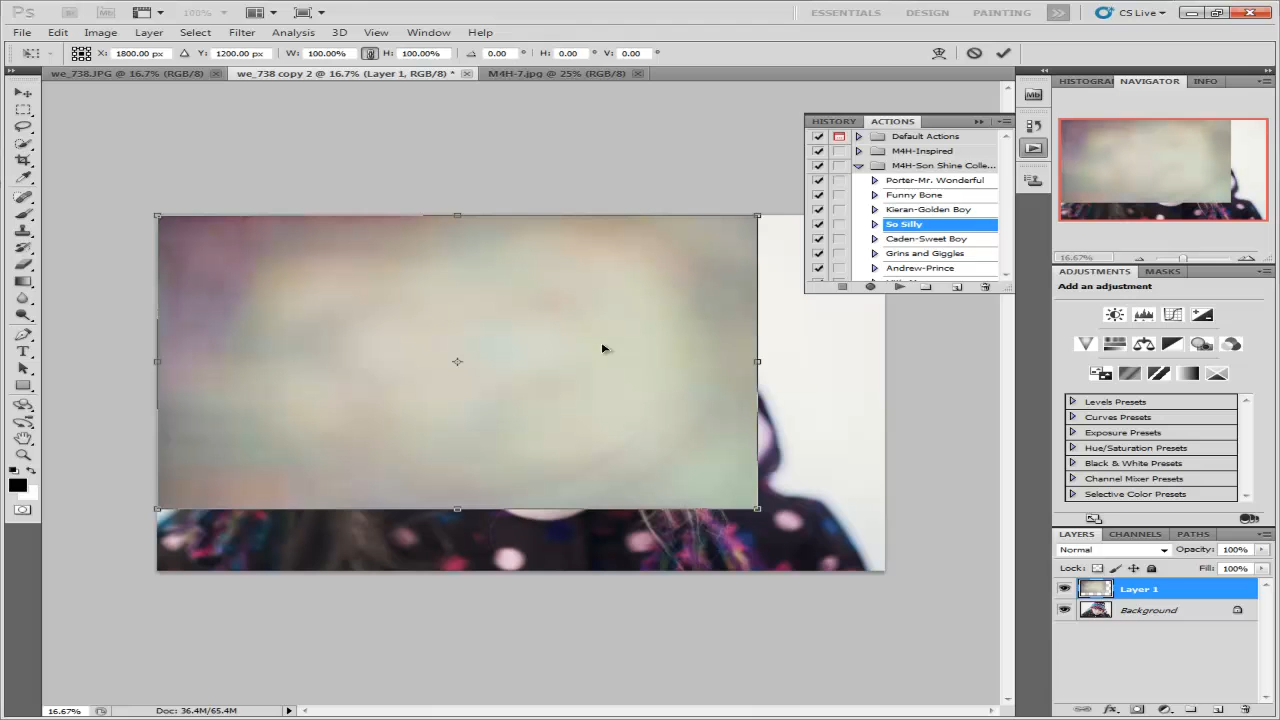 Ps
Mb
100%
ESSENTIALS DESIGN PAINTING
CS Live
File Edit Image Layer Select Filter Analysis 3D View Window Help
X: 1800.00 px Y: 1200.00 px W: 100.00% H: 100.00% 0.00 ° H: 0.00 ° V: 0.00 °
we_738.JPG @ 16.7% (RGB/8) we_738 copy 2 @ 16.7% (Layer 1, RGB/8) * M4H-7.jpg @ 25% (RGB/8)
HISTORY ACTIONS
Default Actions
M4H-Inspired
M4H-Son Shine Colle...
Porter-Mr. Wonderful
Funny Bone
Kieran-Golden Boy
So Silly
Caden-Sweet Boy
Grins and Giggles
Andrew-Prince
Mb
HISTOGRAM NAVIGATOR INFO
16.67%
ADJUSTMENTS MASKS
Add an adjustment
Levels Presets
Curves Presets
Exposure Presets
Hue/Saturation Presets
Black & White Presets
Channel Mixer Presets
Selective Color Presets
LAYERS CHANNELS PATHS
Normal Opacity: 100%
Lock: Fill: 100%
Layer 1
Background
16.67% Doc: 36.4M/65.4M